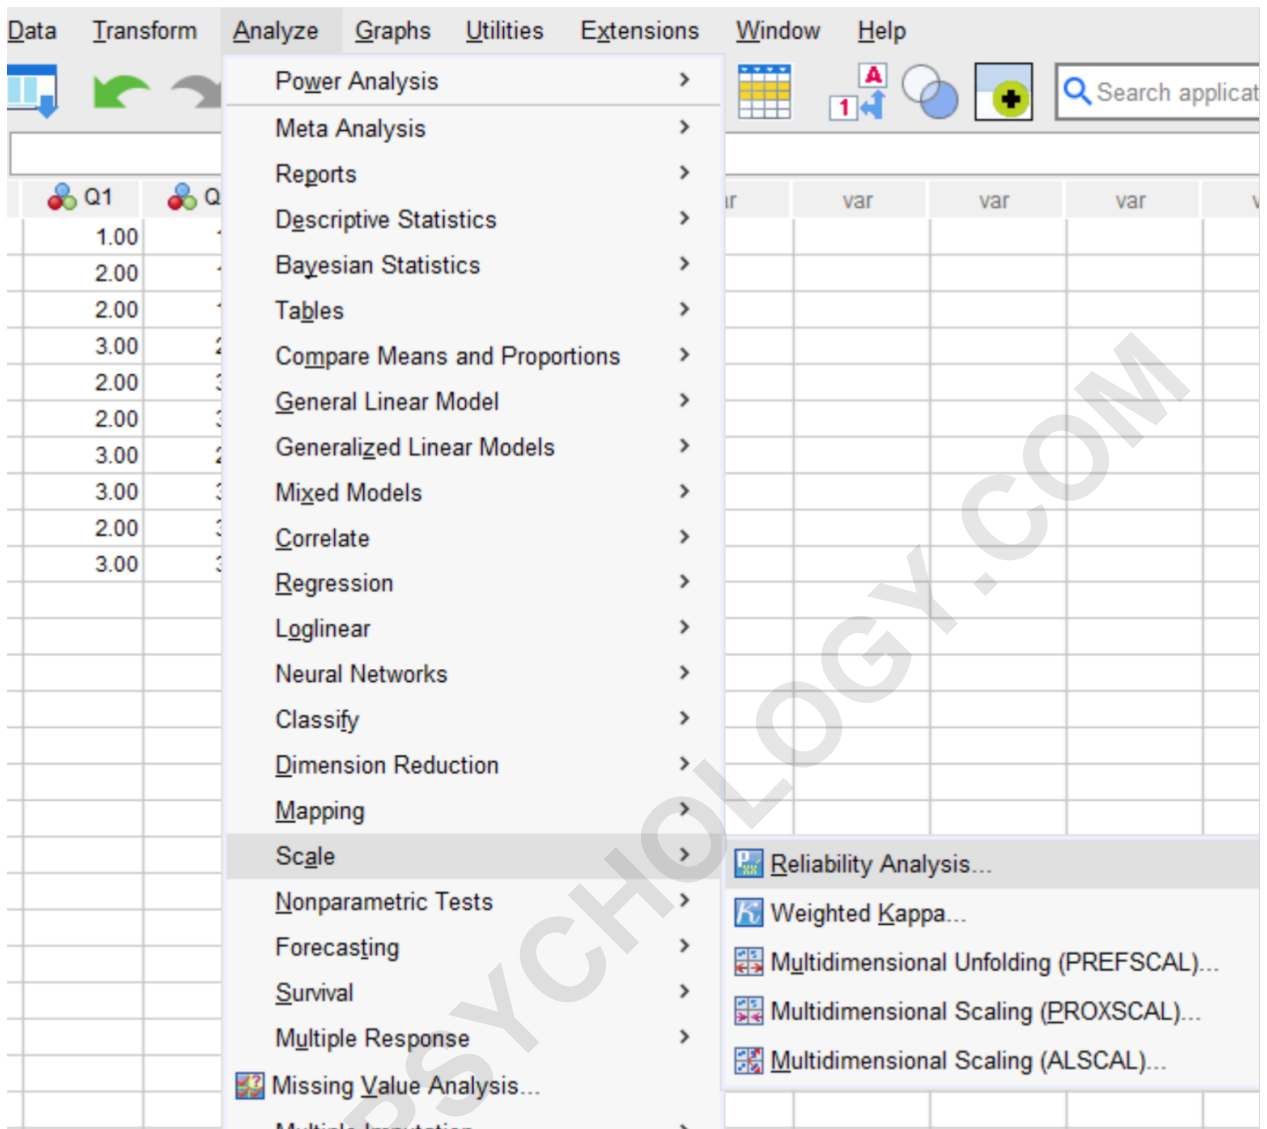 Data Transform Analyze Graphs Utilities Extensions Window Help
Power Analysis
A
1
Search applicat
Meta Analysis
Reports
Q1 Q var var var
Descriptive Statistics
1.00
Bayesian Statistics
2.00
Tables
2.00
Compare Means and Proportions
3.00
2.00
General Linear Model
2.00
Generalized Linear Models
3.00
Mixed Models
3.00
Correlate
2.00
Regression
3.00
Loglinear
Neural Networks
Classify
Dimension Reduction
Mapping
Scale
Reliability Analysis...
Nonparametric Tests
Weighted Kappa...
Forecasting
Multidimensional Unfolding (PREFSCAL)...
Survival
Multidimensional Scaling (PROXSCAL)...
Multiple Response
Multidimensional Scaling (ALSCAL)...
Missing Value Analysis...
Multiple Imputation
PSYCHOLOGY.COM